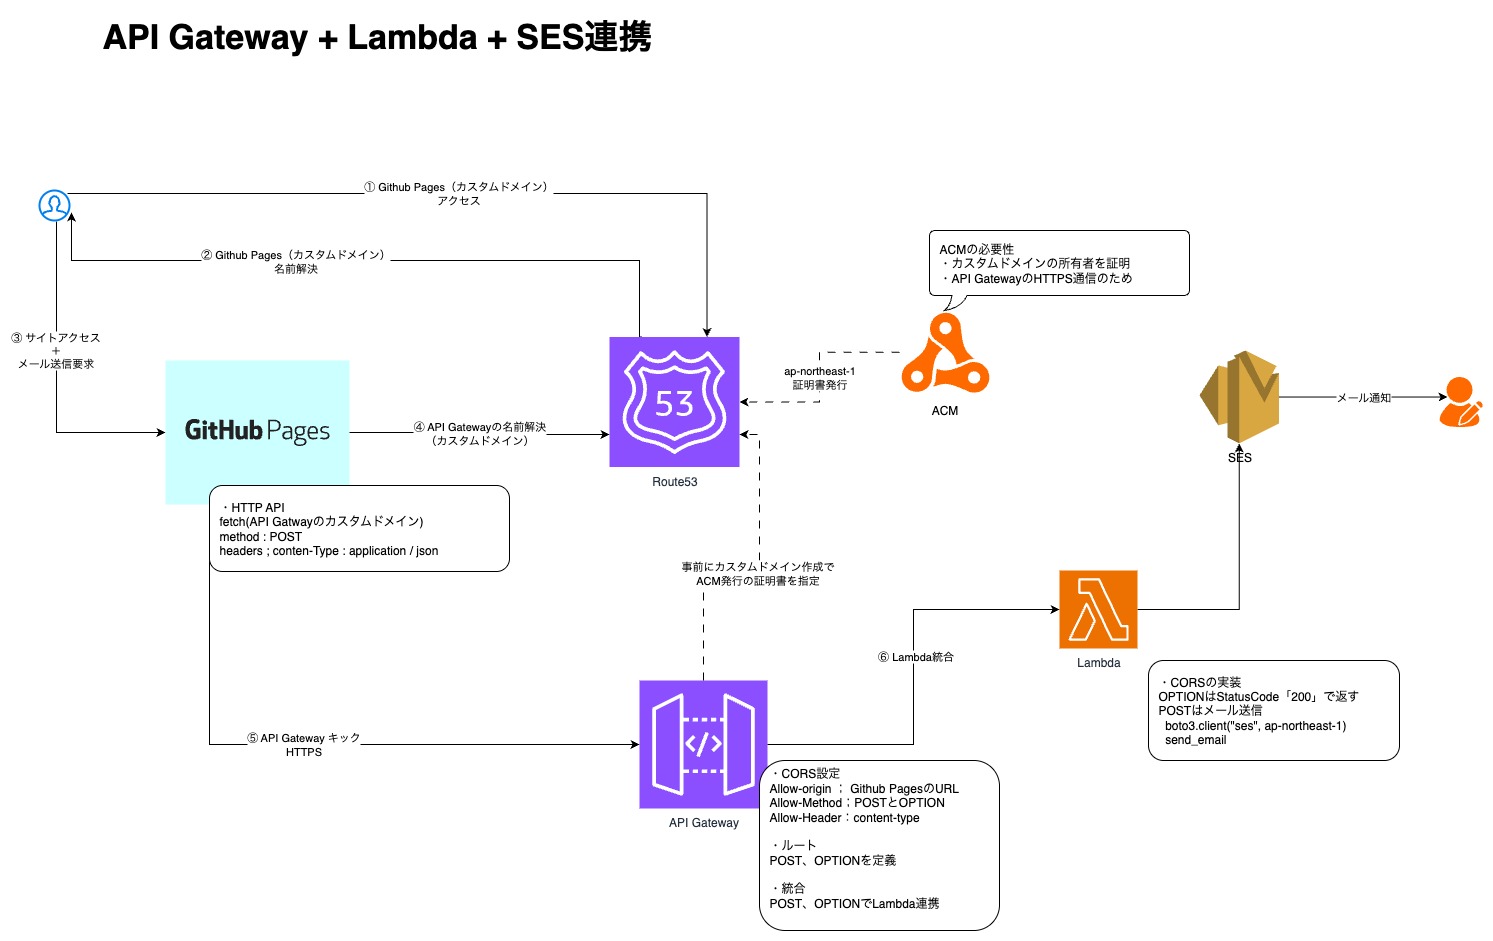 API Gateway + Lambda + SES連携
① Github Pages（カスタムドメイン）
アクセス
② Github Pages（カスタムドメイン）
名前解決
③ サイトアクセス
＋
メール送信要求
GitHub Pages
④ API Gatewayの名前解決
（カスタムドメイン）
53
Route53
ap-northeast-1
証明書発行
ACMの必要性
・カスタムドメインの所有者を証明
・API GatewayのHTTPS通信のため
ACM
SES
メール通知
・HTTP API
fetch(API Gatwayのカスタムドメイン)
method : POST
headers ; conten-Type : application / json
事前にカスタムドメイン作成で
ACM発行の証明書を指定
⑤ API Gateway キック
HTTPS
</>
API Gateway
⑥ Lambda統合
Lambda
・CORSの実装
OPTIONはStatusCode「200」で返す
POSTはメール送信
boto3.client("ses", ap-northeast-1)
send_email
・CORS設定
Allow-origin ； Github PagesのURL
Allow-Method；POSTとOPTION
Allow-Header：content-type
・ルート
POST、OPTIONを定義
・統合
POST、OPTIONでLambda連携